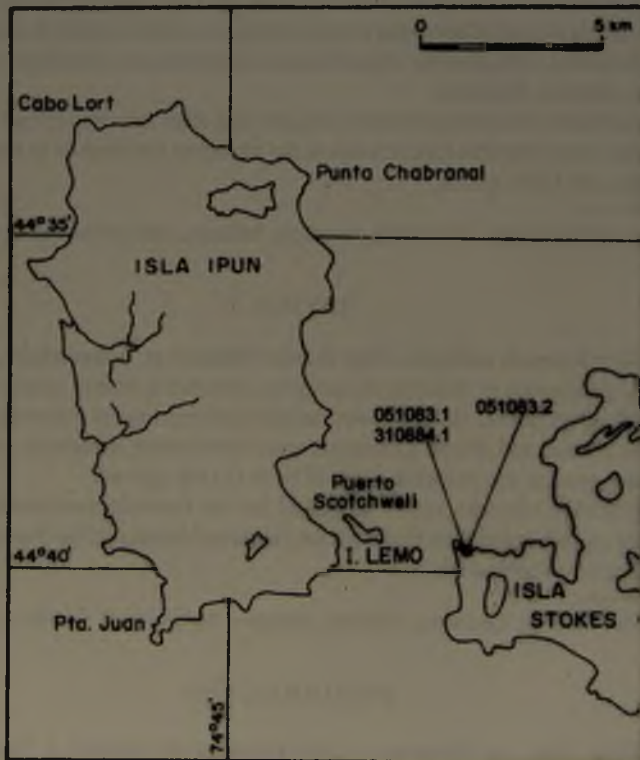 0 5 km
Cabo Lort
Punta Chabranal
44°35'
ISLA IPUN
051083.1 051083.2
310884.1
Puerto
Scotchwell
44°40'
I. LEMO
ISLA
STOKES
Pta. Juan
74°45'